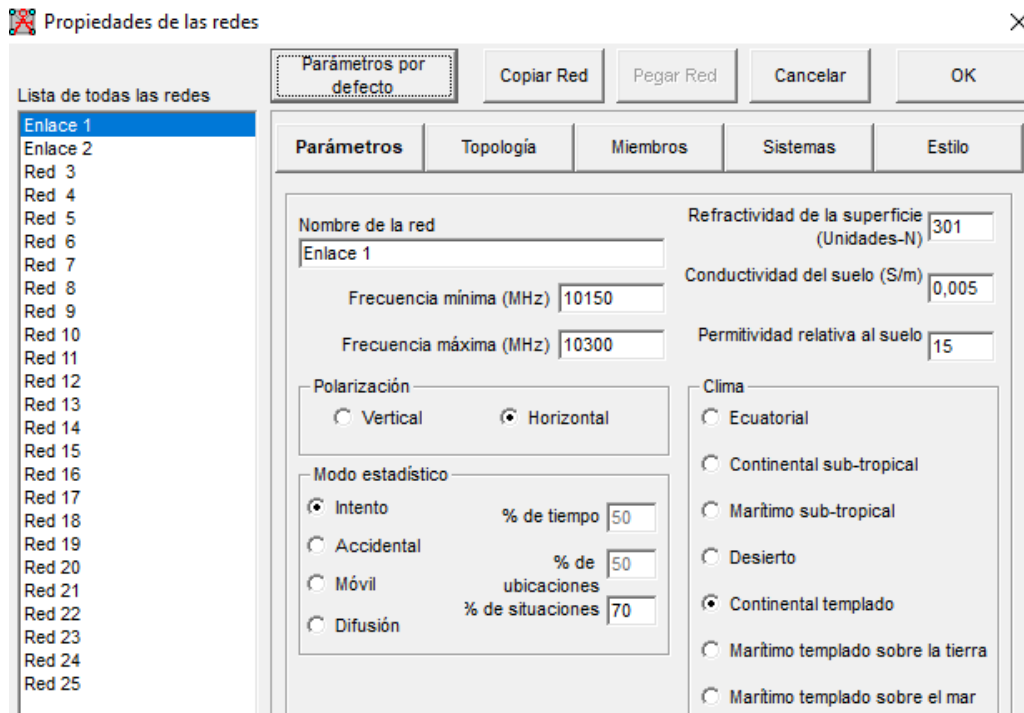 Propiedades de las redes
Lista de todas las redes
Enlace 1
Enlace 2
Red 3
Red 4
Red 5
Red 6
Red 7
Red 8
Red 9
Red 10
Red 11
Red 12
Red 13
Red 14
Red 15
Red 16
Red 17
Red 18
Red 19
Red 20
Red 21
Red 22
Red 23
Red 24
Red 25
Parámetros por
defecto
Copiar Red
Pegar Red
Cancelar
OK
Parámetros
Topología
Miembros
Sistemas
Estilo
Nombre de la red
Enlace 1
Frecuencia mínima (MHz) 10150
Frecuencia máxima (MHz) 10300
Refractividad de la superficie
(Unidades-N) 301
Conductividad del suelo (S/m) 0,005
Permitividad relativa al suelo 15
Polarización
Vertical
Horizontal
Modo estadístico
Intento
Accidental
Móvil
Difusión
% de tiempo 50
% de
ubicaciones 50
% de situaciones 70
Clima
Ecuatorial
Continental sub-tropical
Marítimo sub-tropical
Desierto
Continental templado
Marítimo templado sobre la tierra
Marítimo templado sobre el mar